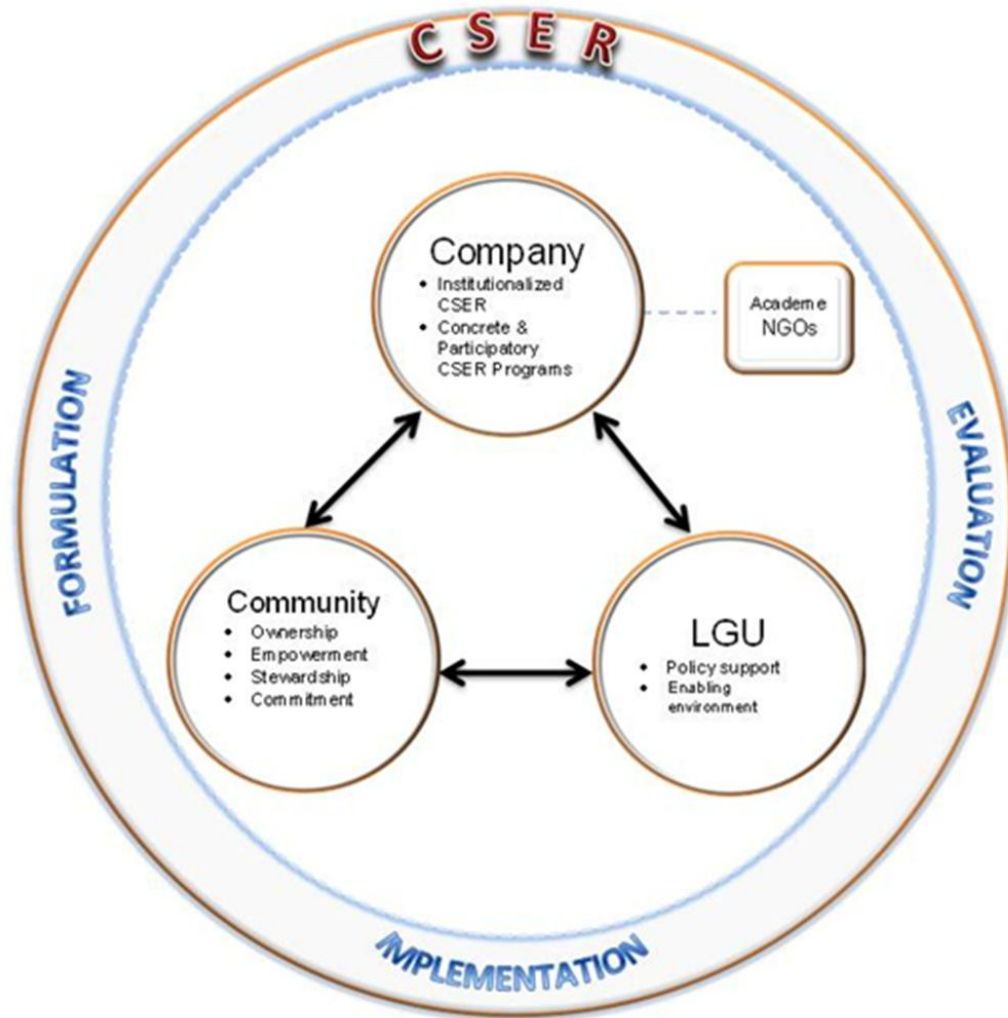 CSER
Company
• Institutionalized
CSER
• Concrete &
Participatory
CSER Programs
Academe
NGOs
FORMULATION
EVALUATION
Community
• Ownership
• Empowerment
• Stewardship
• Commitment
LGU
• Policy support
• Enabling
environment
IMPLEMENTATION